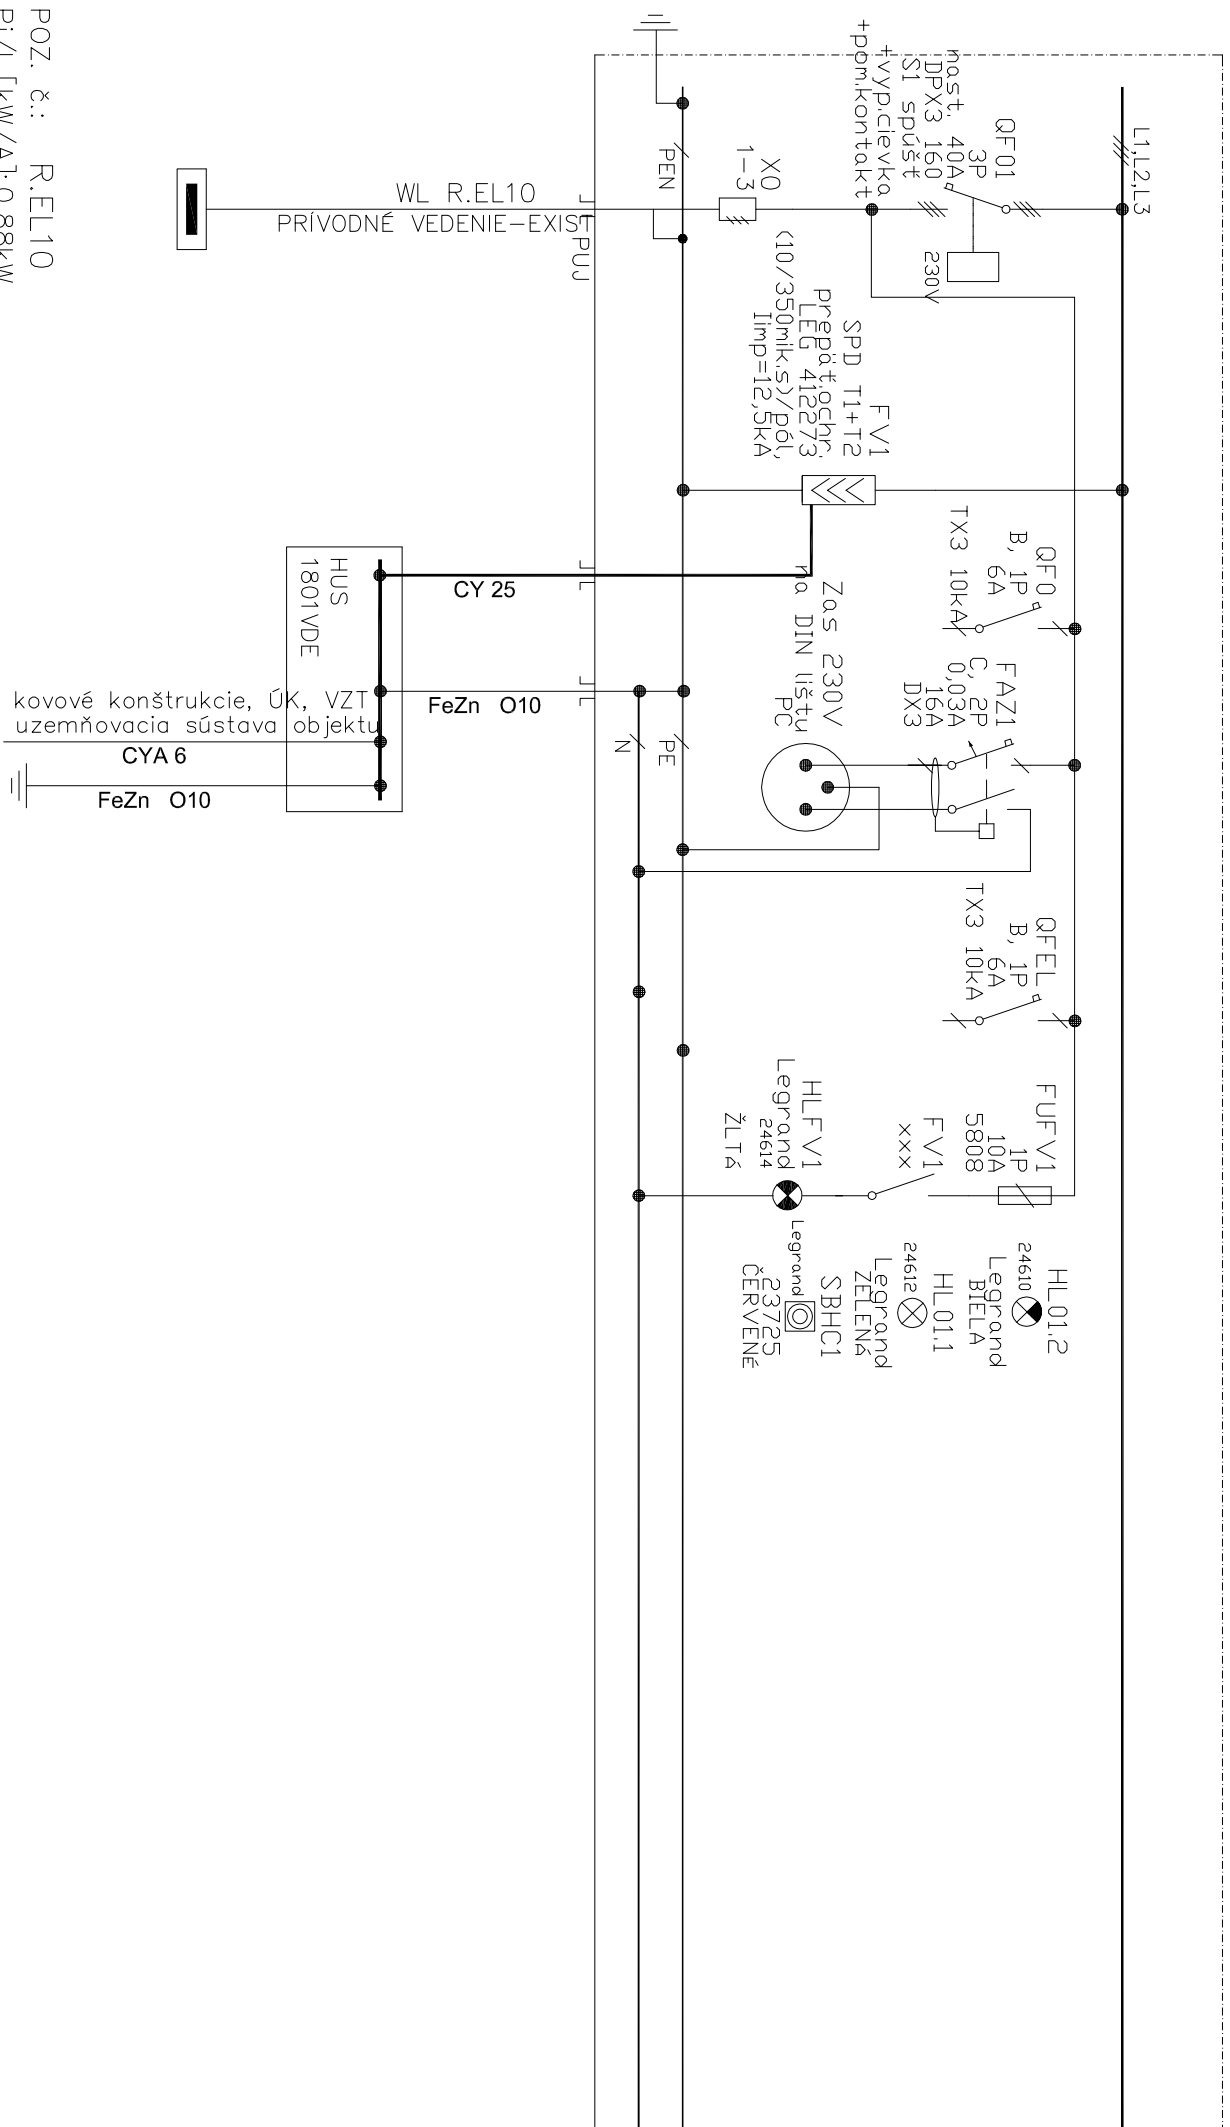 L1,L2,L3
QF01
3P
nast. 40A
DPX3 160
S1 spúšť
+vyp.cievka
+pom.kontakt
230V
X0
1-3
PEN
WL R.EL10
PRÍVODNÉ VEDENIE-EXIST
PUJ
FV1
SPD T1+T2
prepäť.ochr.
LEG 412273
(10/350mik.s)/pól,
Iimp=12,5kA
QF0
B, 1P
6A
TX3 10kA
FAZ1
C, 2P
0,03A
16A
DX3
Zas 230V
na DIN lištu
PC
PE
N
QFEL
B, 1P
6A
TX3 10kA
FUFV1
1P
10A
5808
FV1
xxx
HLFV1
Legrand
24614
ŽLTÁ
HL01.2
24610
Legrand
BIELA
HL01.1
24612
Legrand
ZELENÁ
SBHC1
Legrand
23725
ČERVENÉ
HUS
1801VDE
CY 25
FeZn O10
kovové konštrukcie, ÚK, VZT
uzemňovacia sústava objektu
CYA 6
FeZn O10
POZ. č.: R.EL10
Pi/I [kW/A]:0,88kW